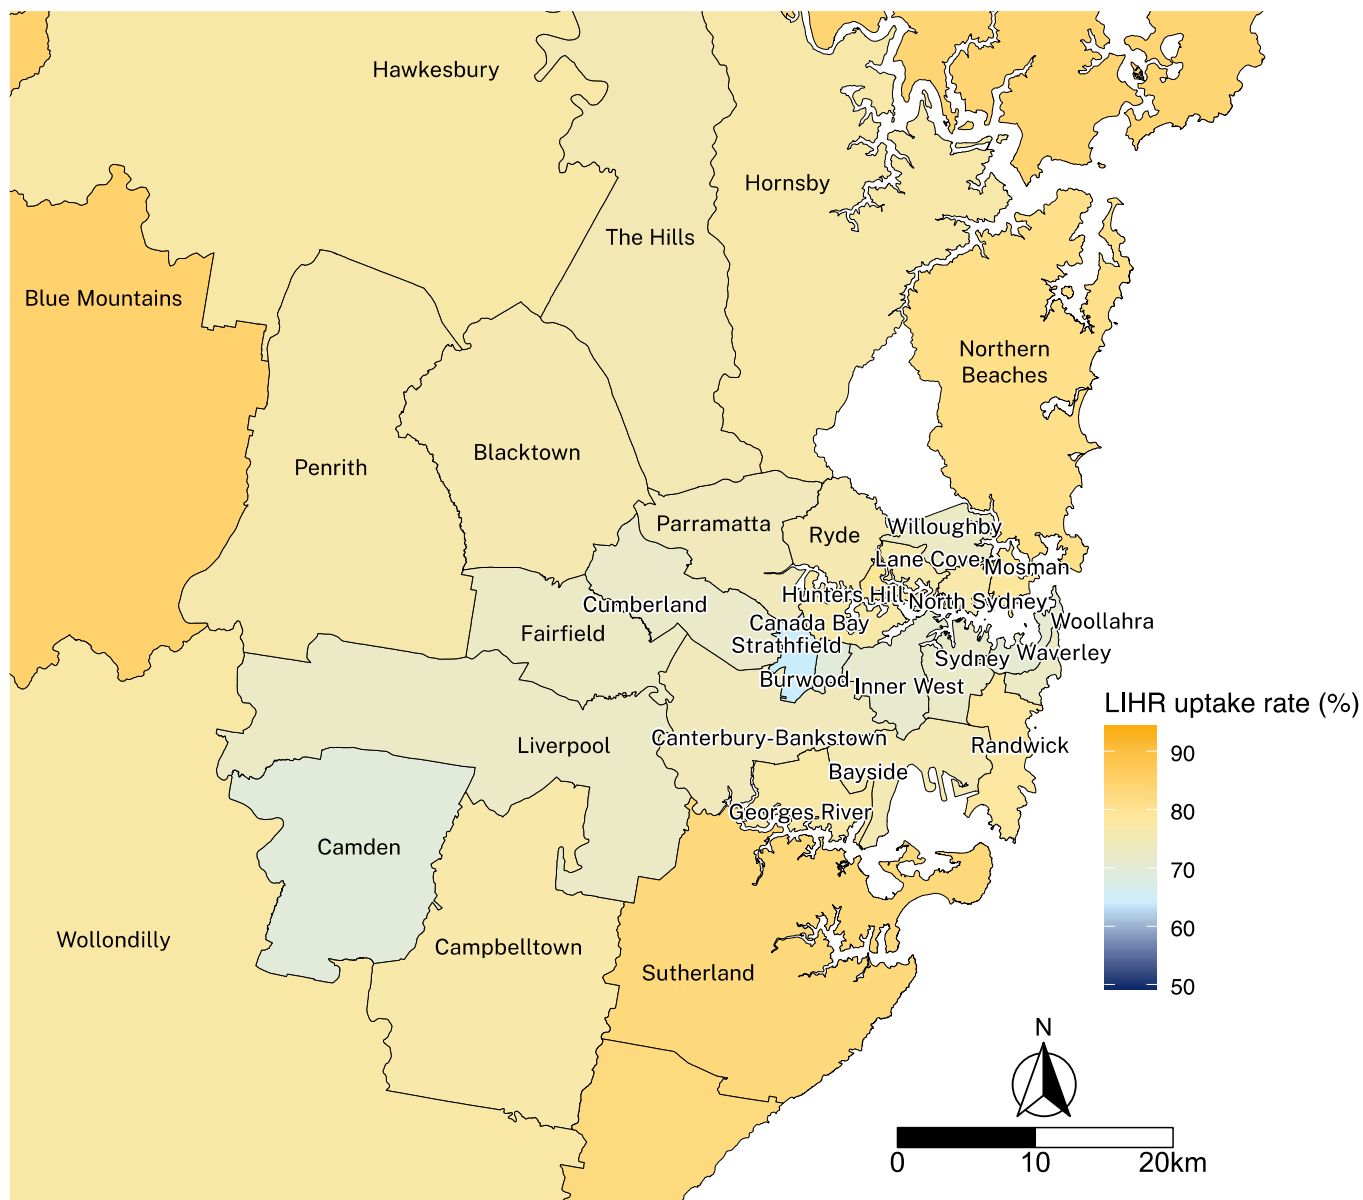 Hawkesbury
Hornsby
The Hills
Blue Mountains
Northern
Beaches
Blacktown
Penrith
Parramatta
Willoughby
Ryde
Lane Cove
Mosman
Hunters Hill
North Sydney
Cumberland
Canada Bay
Woollahra
Fairfield
Strathfield
Waverley
Sydney
Burwood
Inner West
Liverpool
Canterbury-Bankstown
Randwick
Bayside
Georges River
Camden
Wollondilly
Campbelltown
Sutherland
LIHR uptake rate (%)
90
80
70
60
50
N
0 10 20km